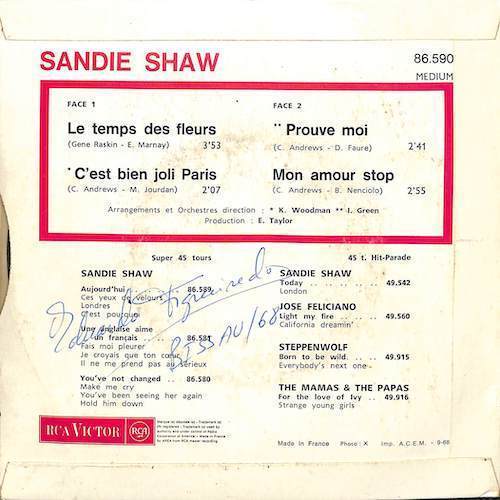 SANDIE SHAW
86.590
MEDIUM
FACE 1
Le temps des fleurs
(Gene Raskin - E. Marnay) 3'53
* C'est bien joli Paris
(C. Andrews - M. Jourdan) 2'07
FACE 2
** Prouve moi
(C. Andrews - D. Faure) 2'41
Mon amour stop
(C. Andrews - B. Nenciolo) 2'55
Arrangements et Orchestres direction : * K. Woodman ** I. Green
Production : E. Taylor
Super 45 tours
SANDIE SHAW
Aujourd'hui .. 86.589
Ces yeux de velours
Londres
C'est pourquoi
Une anglaise aime
un français .. 86.581
Fais moi pleurer
Je croyais que ton cœur
Il ne me prend pas au sérieux
You've not changed .. 86.580
Make me cry
You've been seeing her again
Hold him down
45 t. Hit-Parade
SANDIE SHAW
Today .. .. .. .. .. 49.542
London
JOSE FELICIANO
Light my fire .. .. .. 49.560
California dreamin'
STEPPENWOLF
Born to be wild. .. .. 49.915
Everybody's next one
THE MAMAS & THE PAPAS
For the love of Ivy .. 49.916
Strange young girls
Eduardo Figueiredo
BISSAU/68
RCA VICTOR
RCA
Made in France Phono : X Imp. A.C.E.M. - 9-68